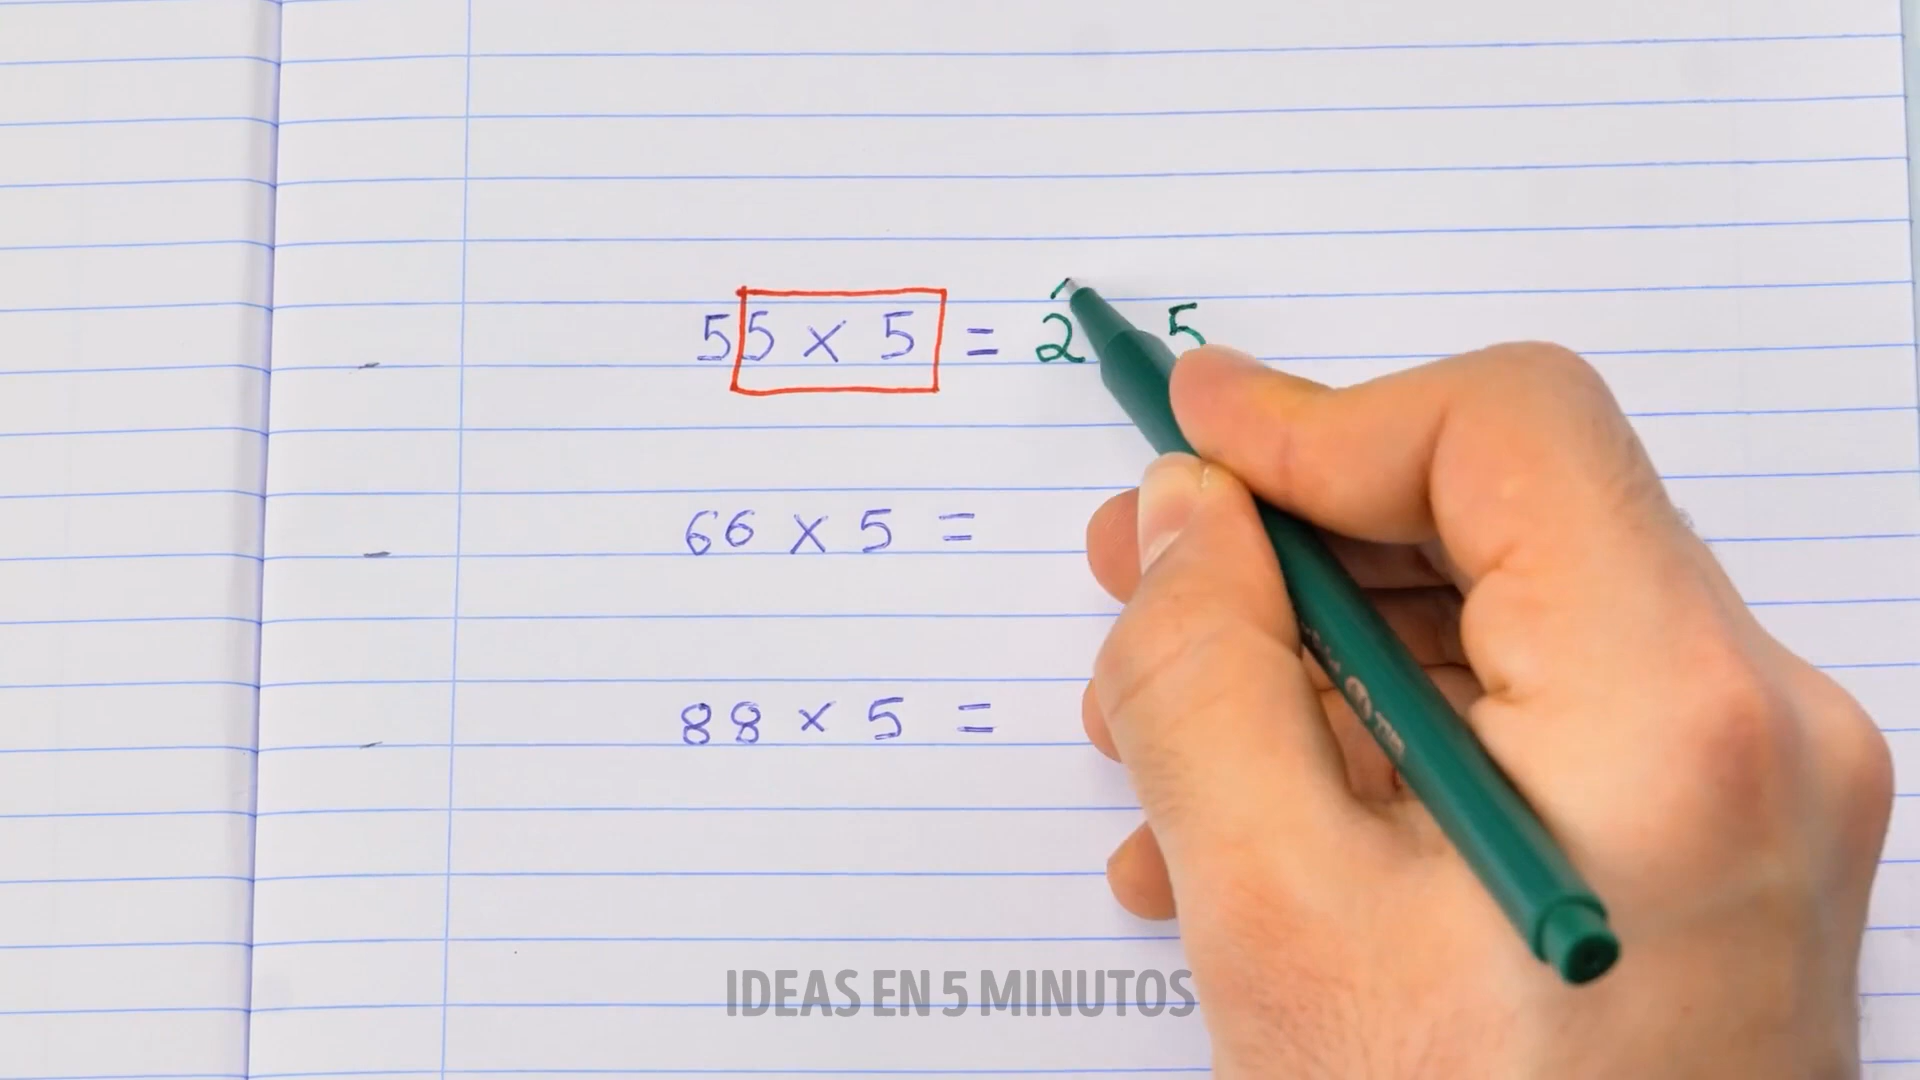 55 x 5 = 2 5
66 x 5 =
88 x 5 =
IDEAS EN 5 MINUTOS